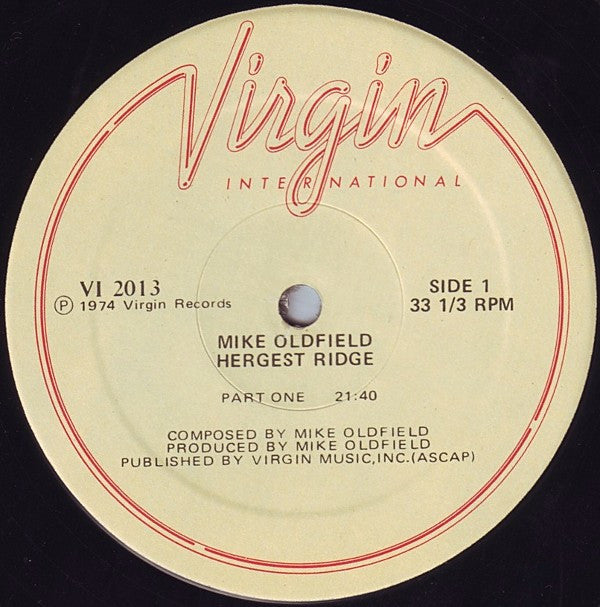 Virgin
INTERNATIONAL
VI 2013
Ⓟ 1974 Virgin Records
SIDE 1
33 1/3 RPM
MIKE OLDFIELD
HERGEST RIDGE
PART ONE 21:40
COMPOSED BY MIKE OLDFIELD
PRODUCED BY MIKE OLDFIELD
PUBLISHED BY VIRGIN MUSIC,INC.(ASCAP)